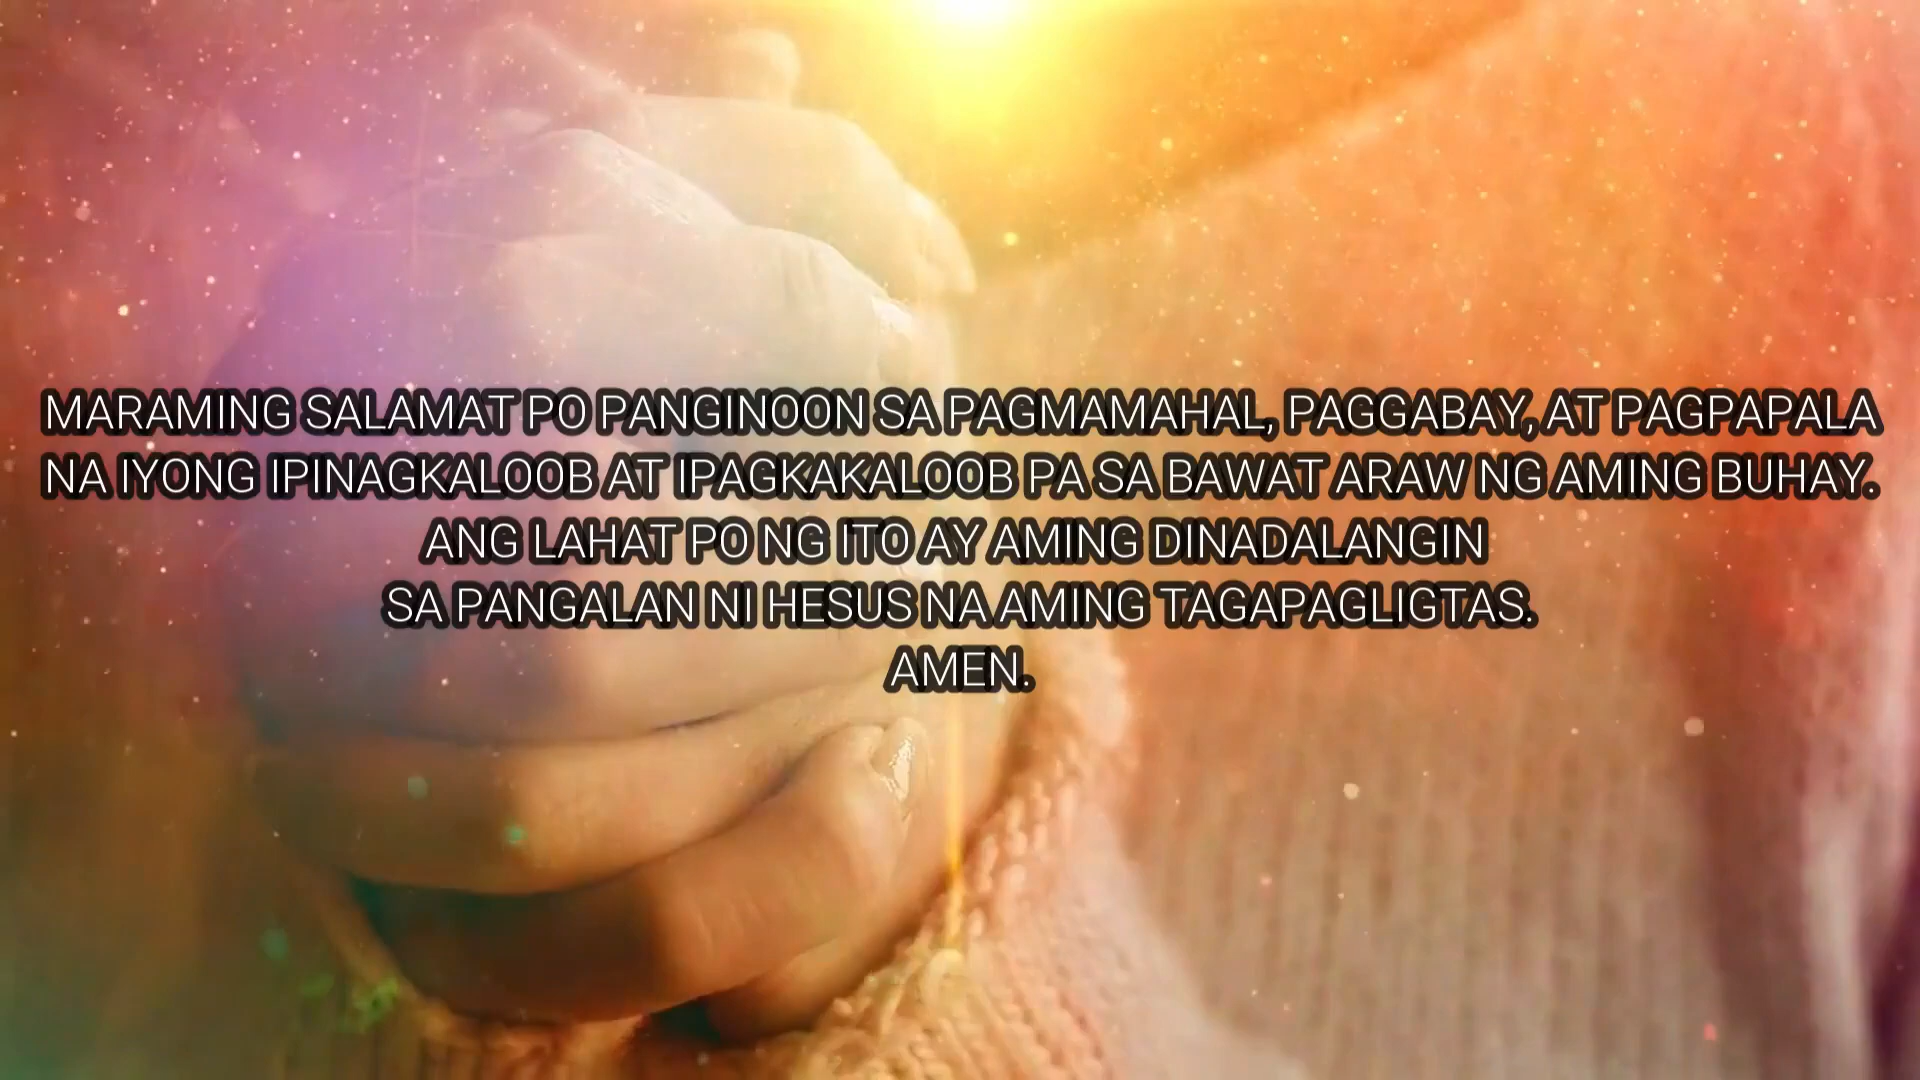 MARAMING SALAMAT PO PANGINOON SA PAGMAMAHAL, PAGGABAY, AT PAGPAPALA
NA IYONG IPINAGKALOOB AT IPAGKAKALOOB PA SA BAWAT ARAW NG AMING BUHAY.
ANG LAHAT PO NG ITO AY AMING DINADALANGIN
SA PANGALAN NI HESUS NA AMING TAGAPAGLIGTAS.
AMEN.